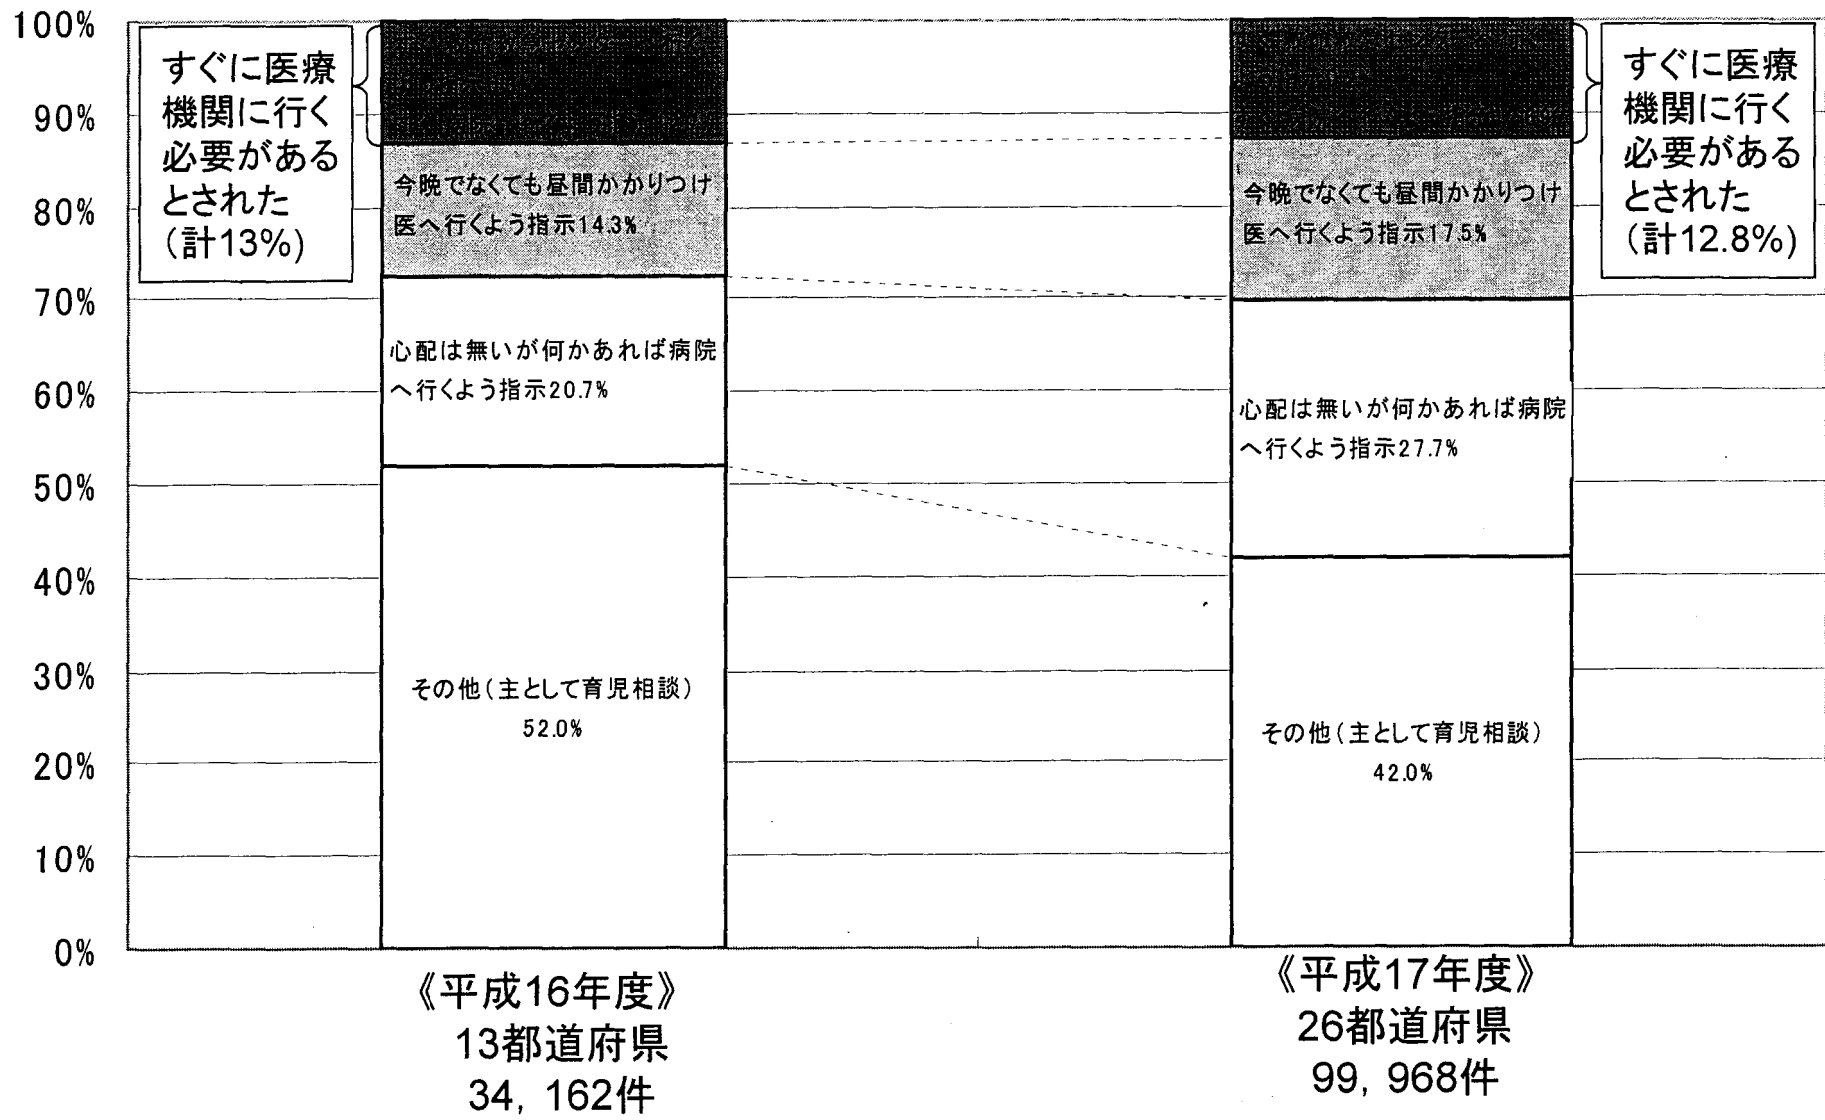 100%
90%
80%
70%
60%
50%
40%
30%
20%
10%
0%
すぐに医療
機関に行く
必要がある
とされた
(計13%)
今晩でなくても昼間かかりつけ
医へ行くよう指示14.3%
心配は無いが何かあれば病院
へ行くよう指示20.7%
その他(主として育児相談)
52.0%
《平成16年度》
13都道府県
34, 162件
すぐに医療
機関に行く
必要がある
とされた
(計12.8%)
今晩でなくても昼間かかりつけ
医へ行くよう指示17.5%
心配は無いが何かあれば病院
へ行くよう指示27.7%
その他(主として育児相談)
42.0%
《平成17年度》
26都道府県
99, 968件